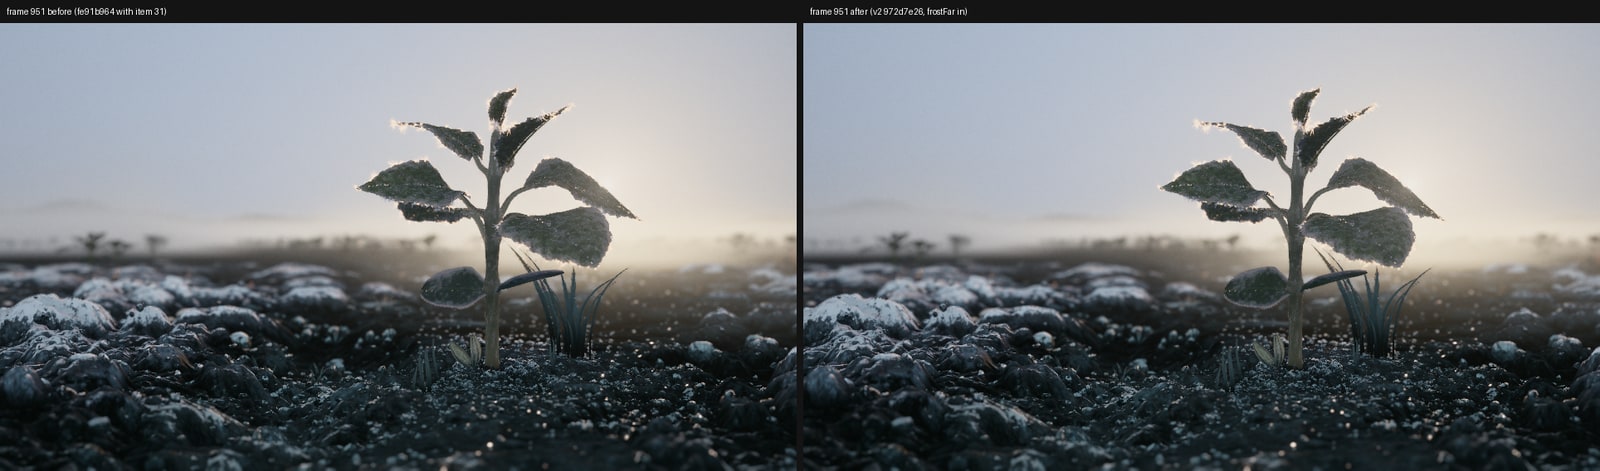 frame 951 before (fe91b964 with item 31)
frame 951 after (v2 972d7e26, frostFar in)